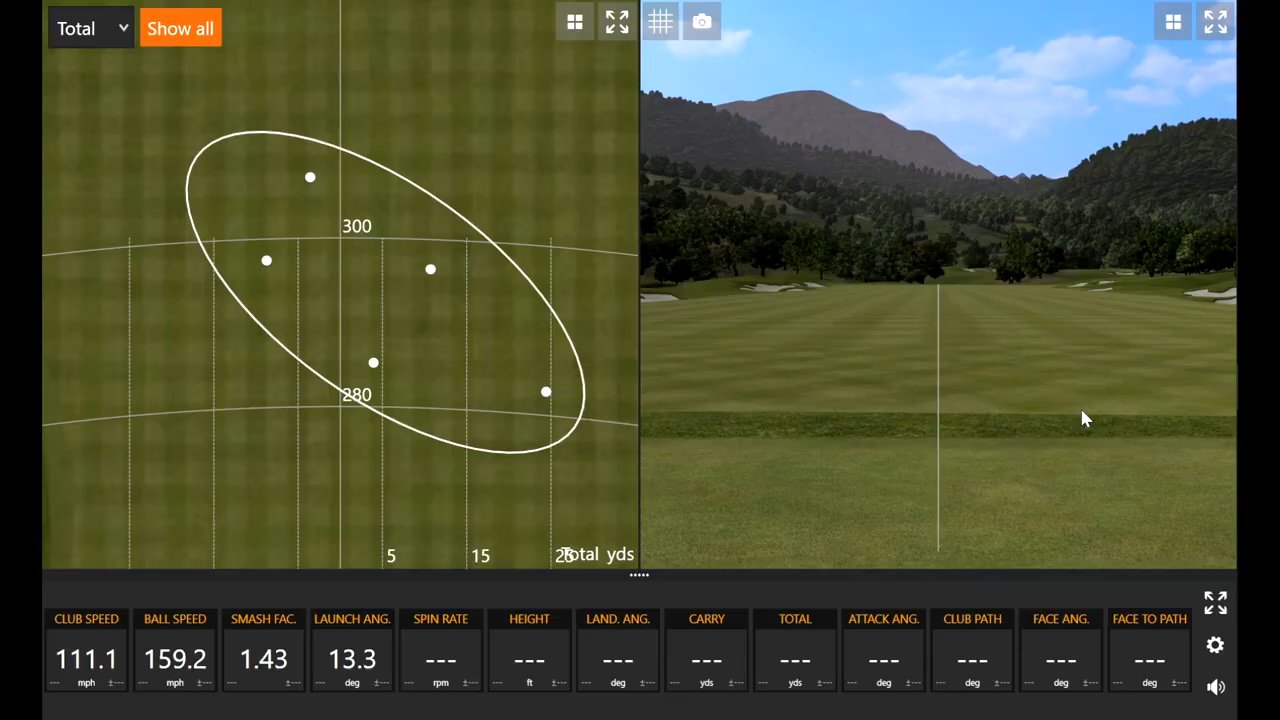 Total
Show all
300
280
5
15
Total yds
CLUB SPEED
111.1
--- mph ±---
BALL SPEED
159.2
--- mph ±---
SMASH FAC.
1.43
--- ±---
LAUNCH ANG.
13.3
--- deg ±---
SPIN RATE
---
--- rpm ±---
HEIGHT
---
--- ft ±---
LAND. ANG.
---
--- deg ±---
CARRY
---
--- yds ±---
TOTAL
---
--- yds ±---
ATTACK ANG.
---
--- deg ±---
CLUB PATH
---
--- deg ±---
FACE ANG.
---
--- deg ±---
FACE TO PATH
---
--- deg ±---